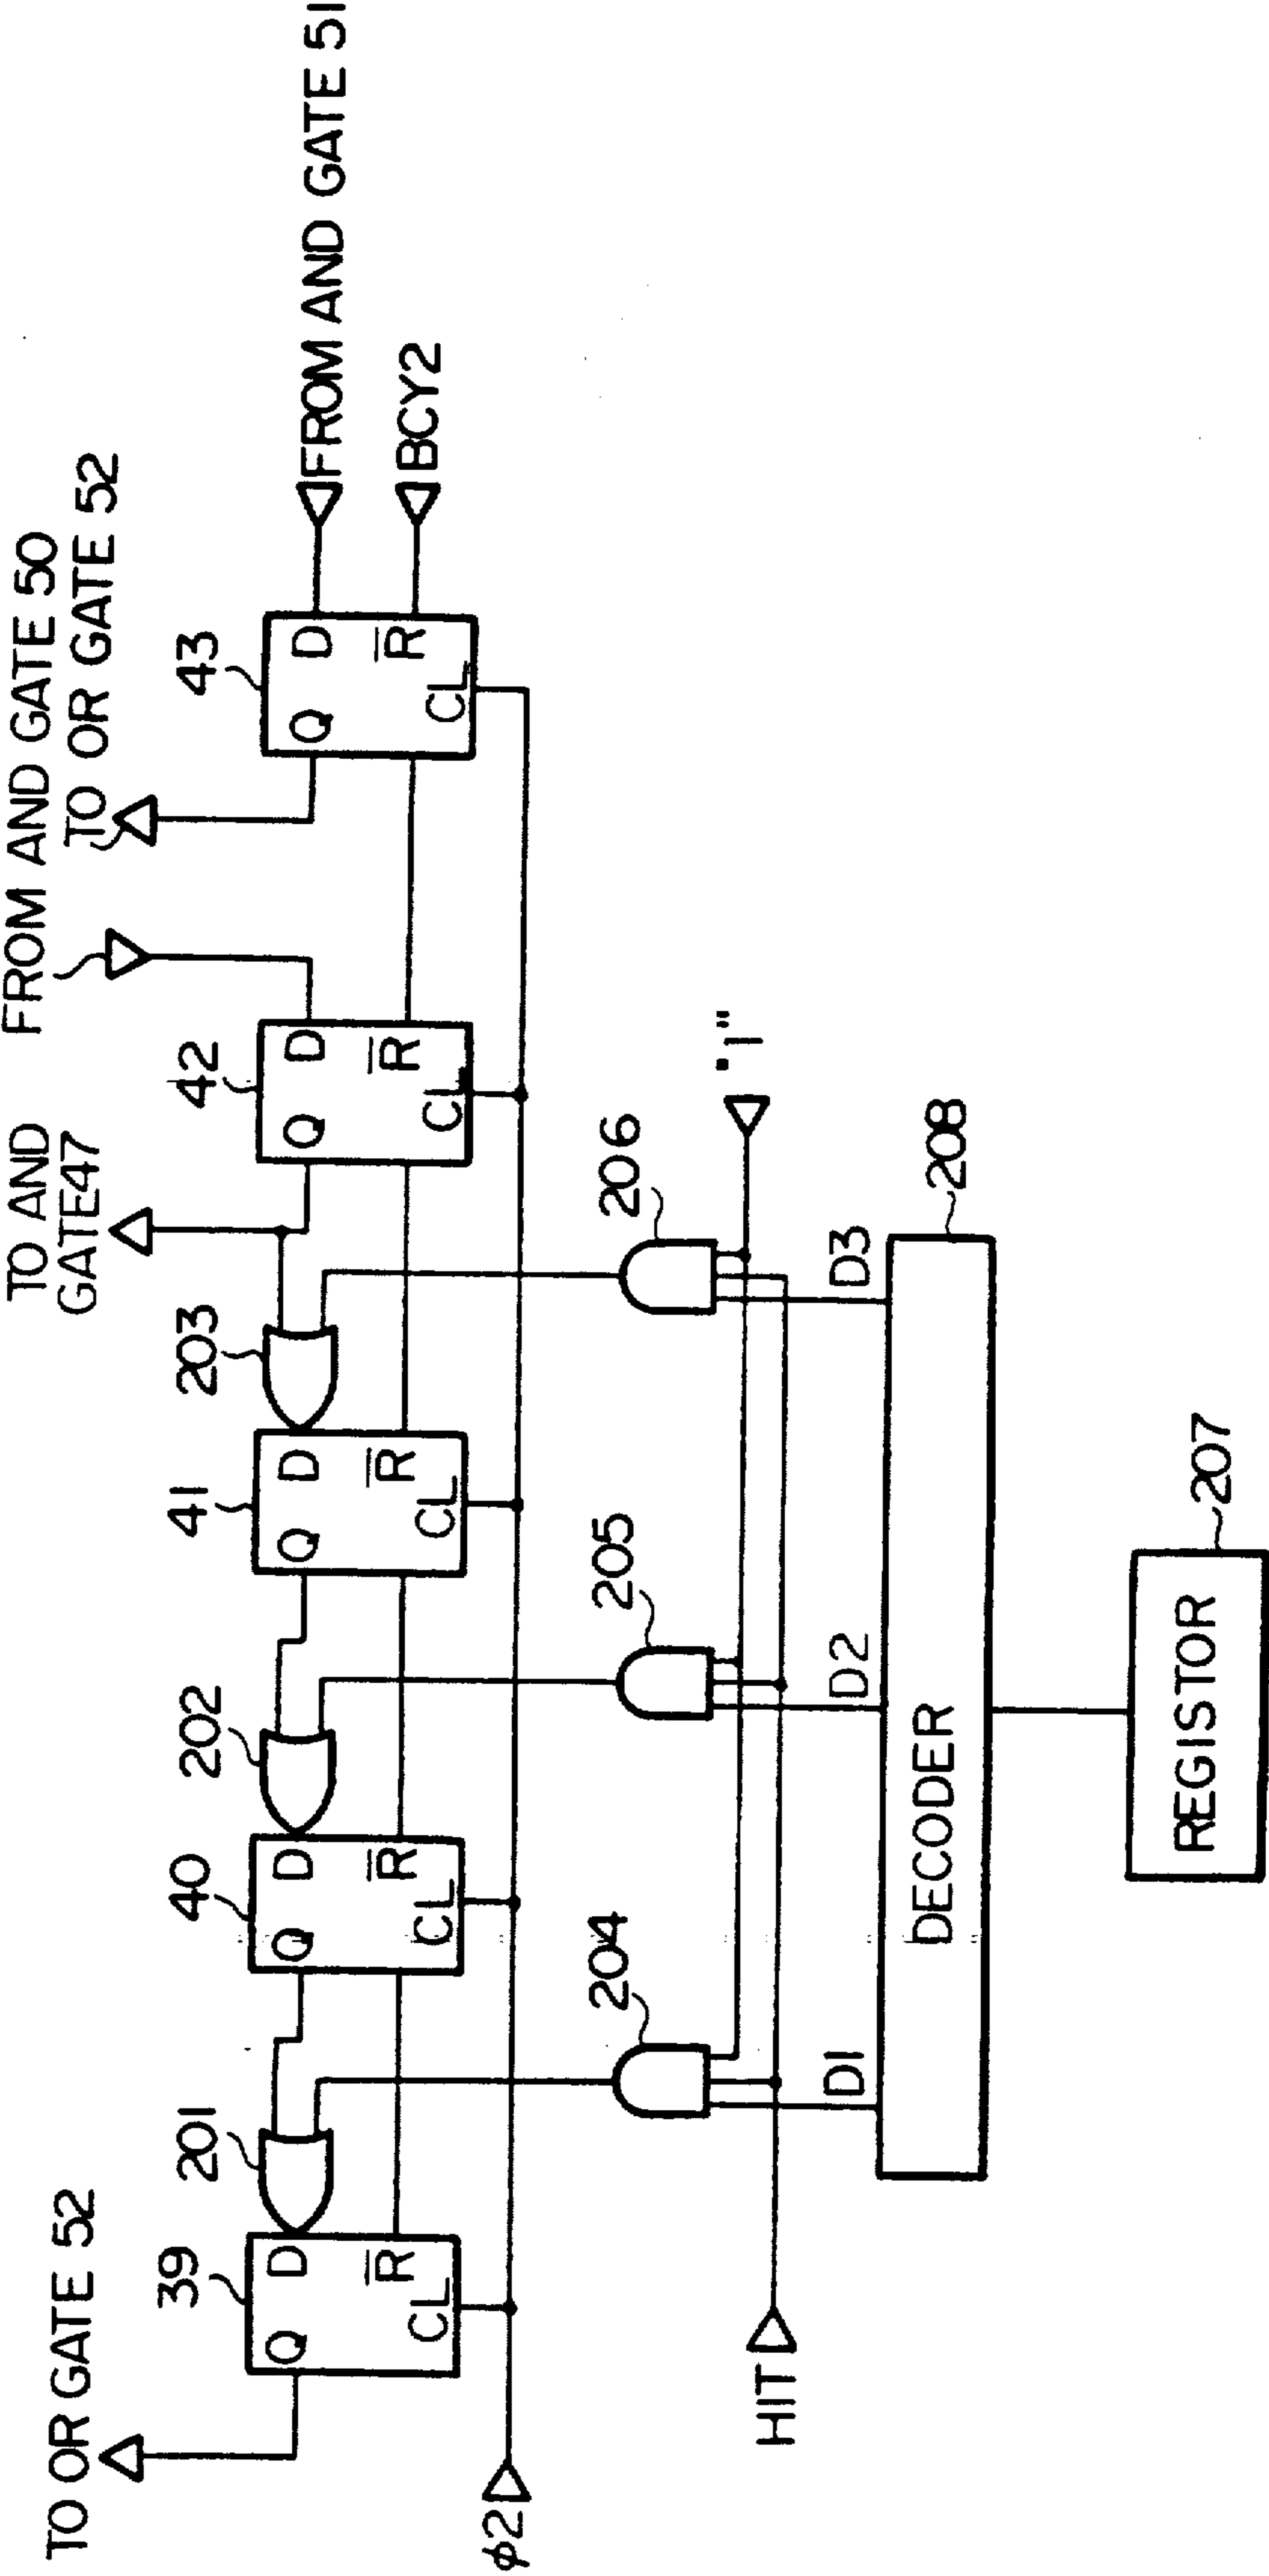 FROM AND GATE 50
TO OR GATE 52
TO AND
GATE47
TO OR GATE 52
39
Q
D
R̅
CL
201
40
Q
D
R̅
CL
202
41
Q
D
R̅
CL
203
42
Q
D
R̅
CL
43
Q
D
R̅
CL
FROM AND GATE 51
BCY2
φ2
204
205
206
"1"
HIT
D1
D2
D3
DECODER
208
REGISTOR
207